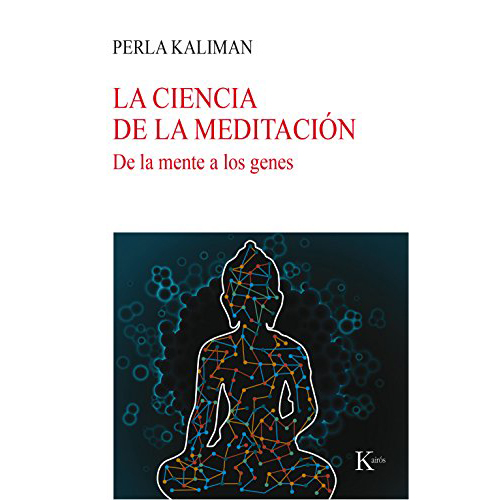 PERLA KALIMAN
LA CIENCIA
DE LA MEDITACIÓN
De la mente a los genes
Kairós